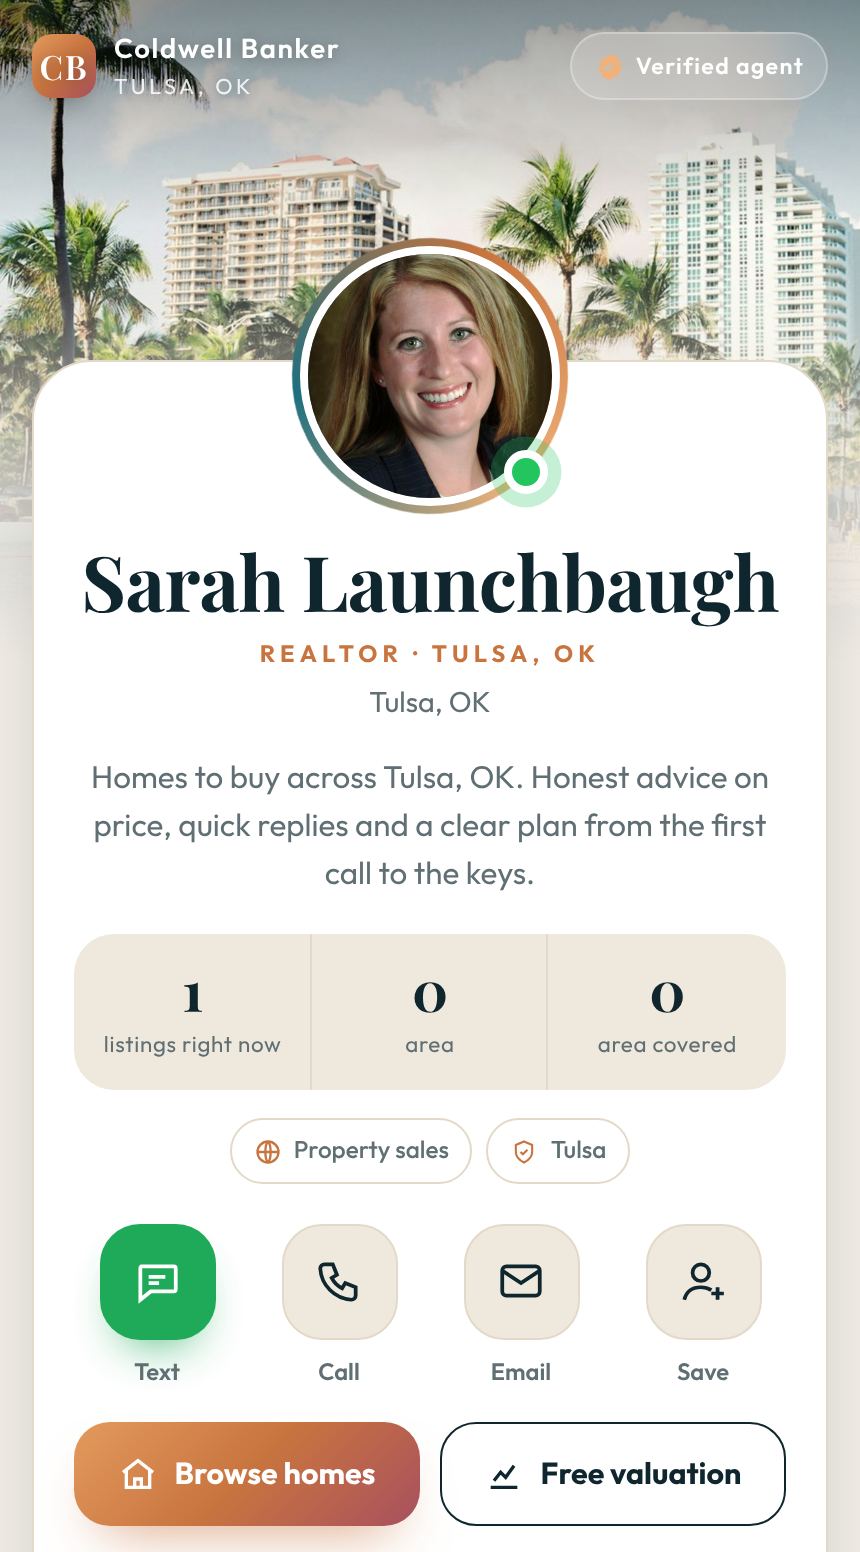 CB
Coldwell Banker
TULSA, OK
Verified agent
Sarah Launchbaugh
REALTOR · TULSA, OK
Tulsa, OK
Homes to buy across Tulsa, OK. Honest advice on
price, quick replies and a clear plan from the first
call to the keys.
1 0 0
listings right now area area covered
Property sales Tulsa
Text Call Email Save
Browse homes Free valuation